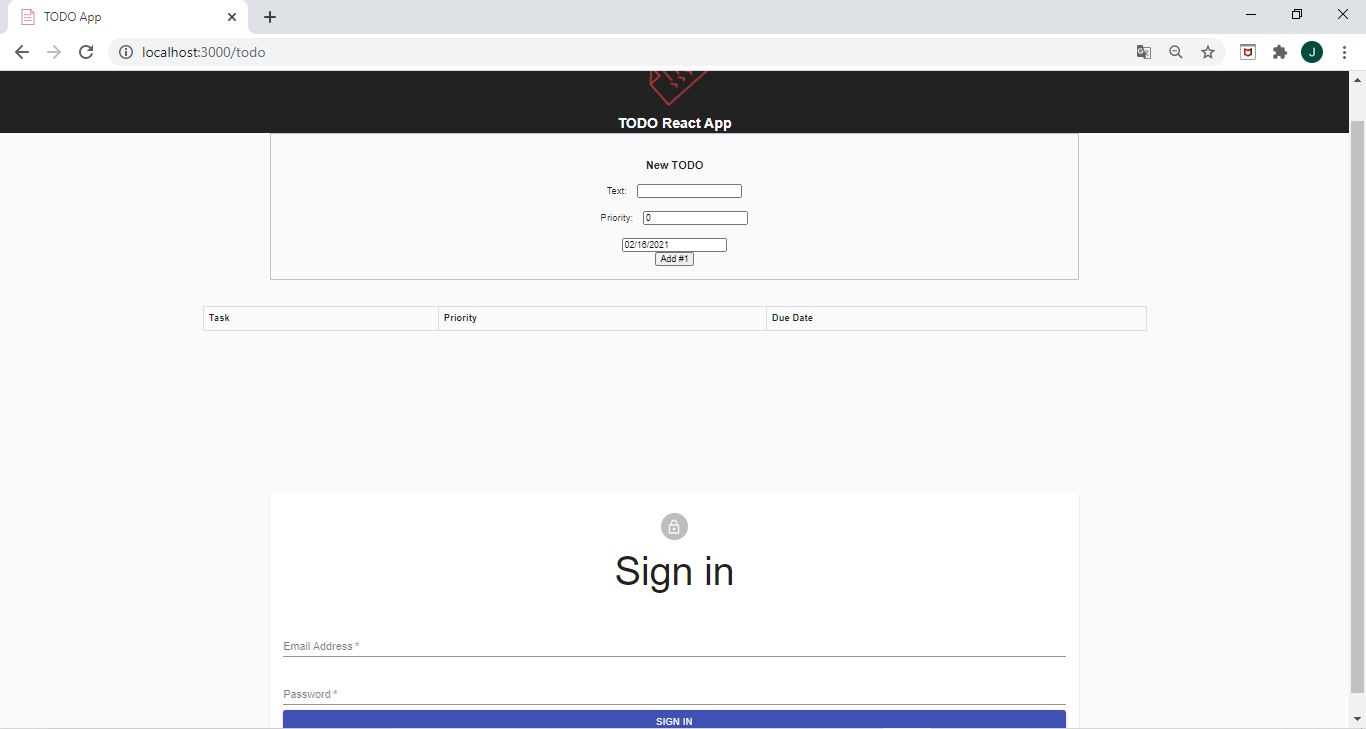 TODO App
localhost:3000/todo
J
TODO React App
New TODO
Text:
Priority: 0
02/16/2021
Add #1
Task Priority Due Date
Sign in
Email Address *
Password *
SIGN IN